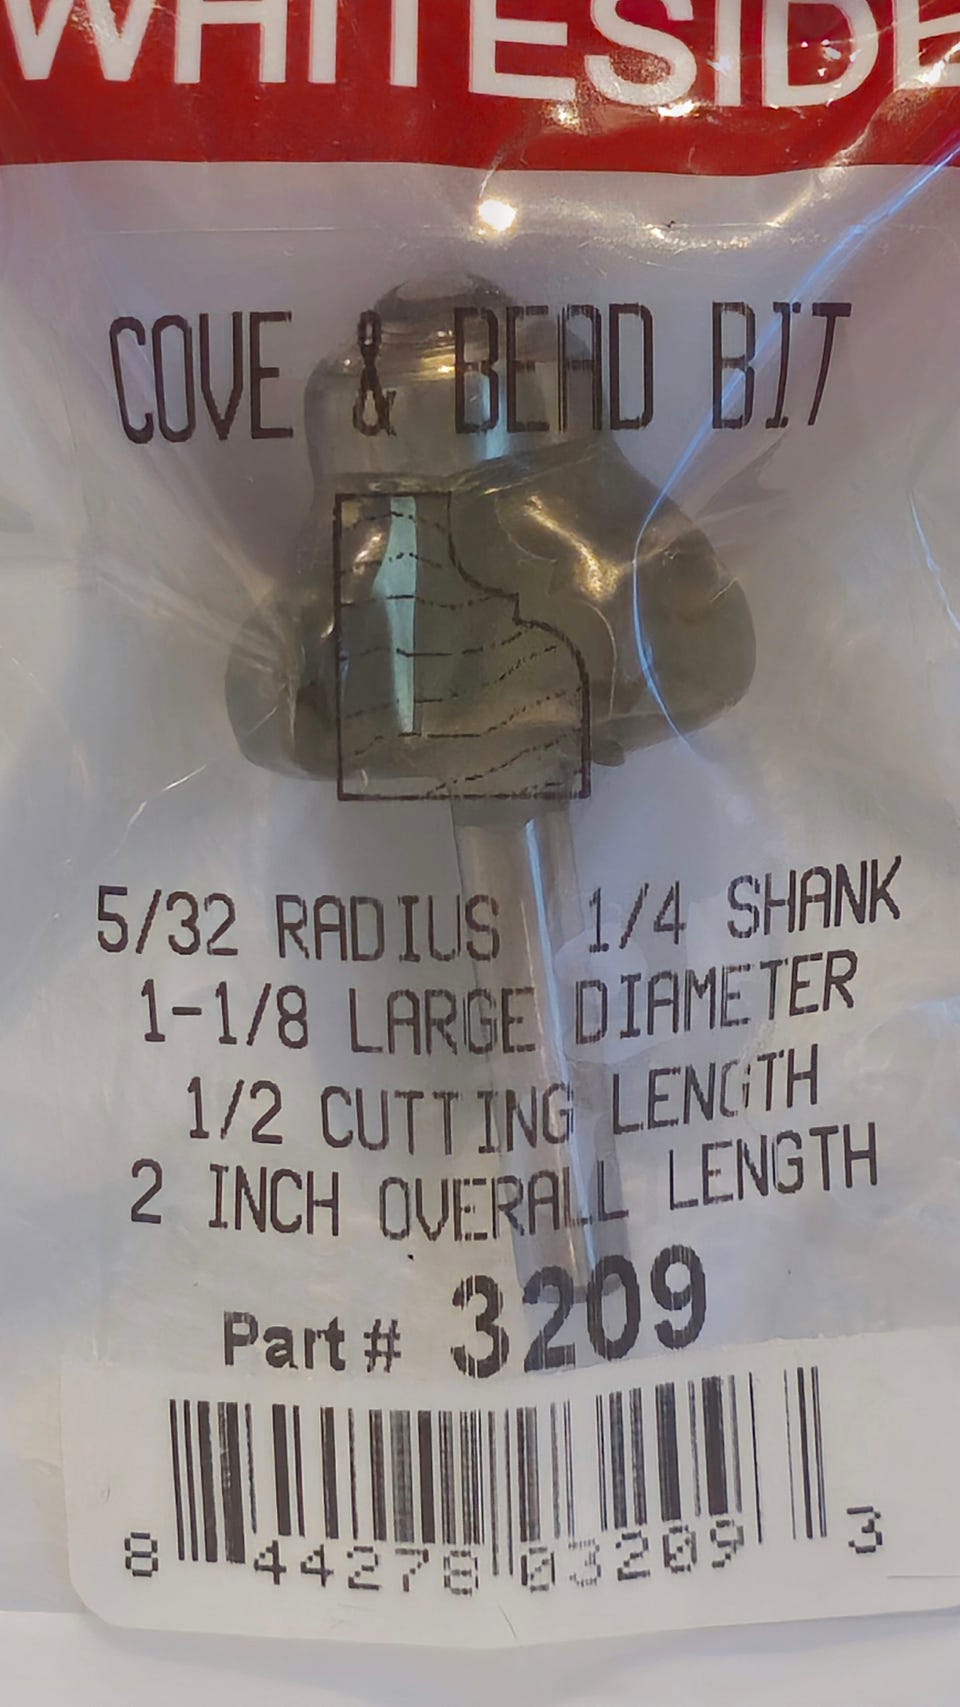 WHITESIDE
COVE & BEAD BIT
5/32 RADIUS 1/4 SHANK
1-1/8 LARGE DIAMETER
1/2 CUTTING LENGTH
2 INCH OVERALL LENGTH
Part # 3209
8 44278 03209 3